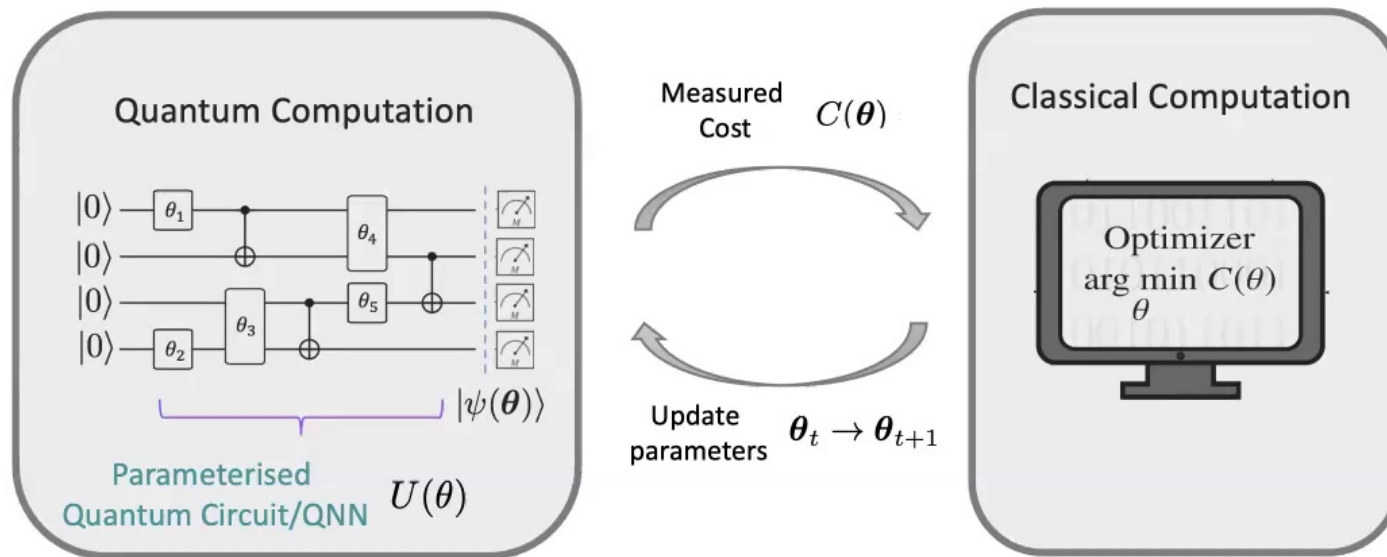 Quantum Computation
|0⟩ θ₁ θ₄ M
|0⟩ M
|0⟩ θ₃ θ₅ M
|0⟩ θ₂ M
|ψ(θ)⟩
Parameterised
Quantum Circuit/QNN U(θ)
Measured
Cost C(θ)
Update
parameters θₜ → θₜ₊₁
Classical Computation
Optimizer
arg min C(θ)
θ